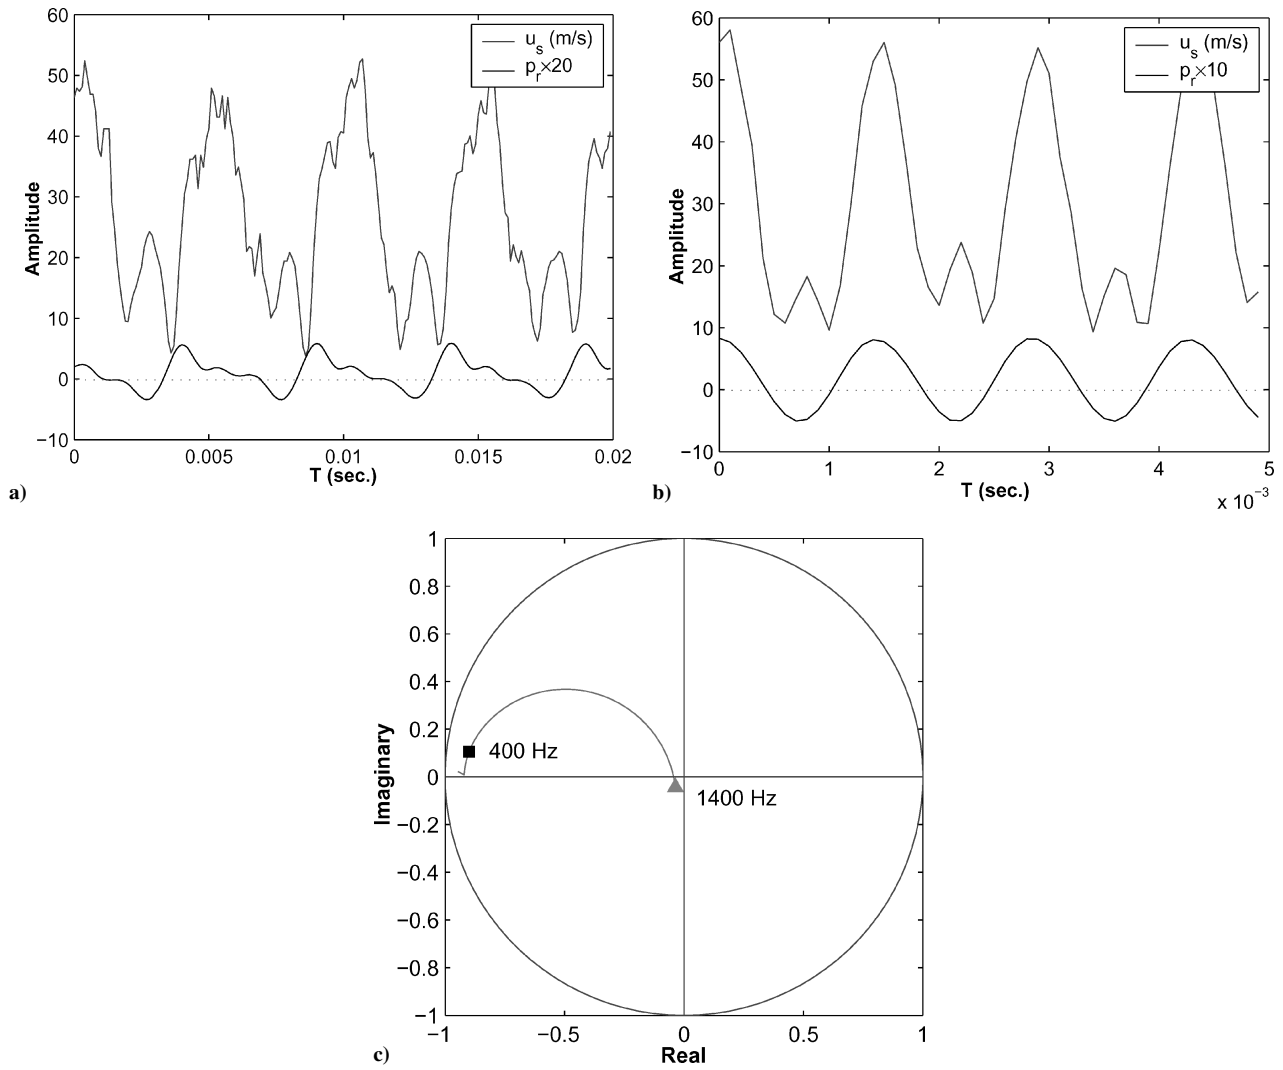 60
50
40
30
20
10
0
−10
Amplitude
0
0.005
0.01
0.015
0.02
T (sec.)
u_s (m/s)
p_r×20
a)
60
50
40
30
20
10
0
−10
Amplitude
0
1
2
3
4
5
T (sec.)
x 10^−3
u_s (m/s)
p_r×10
b)
1
0.8
0.6
0.4
0.2
0
−0.2
−0.4
−0.6
−0.8
−1
Imaginary
400 Hz
1400 Hz
−1
−0.5
0
0.5
1
Real
c)